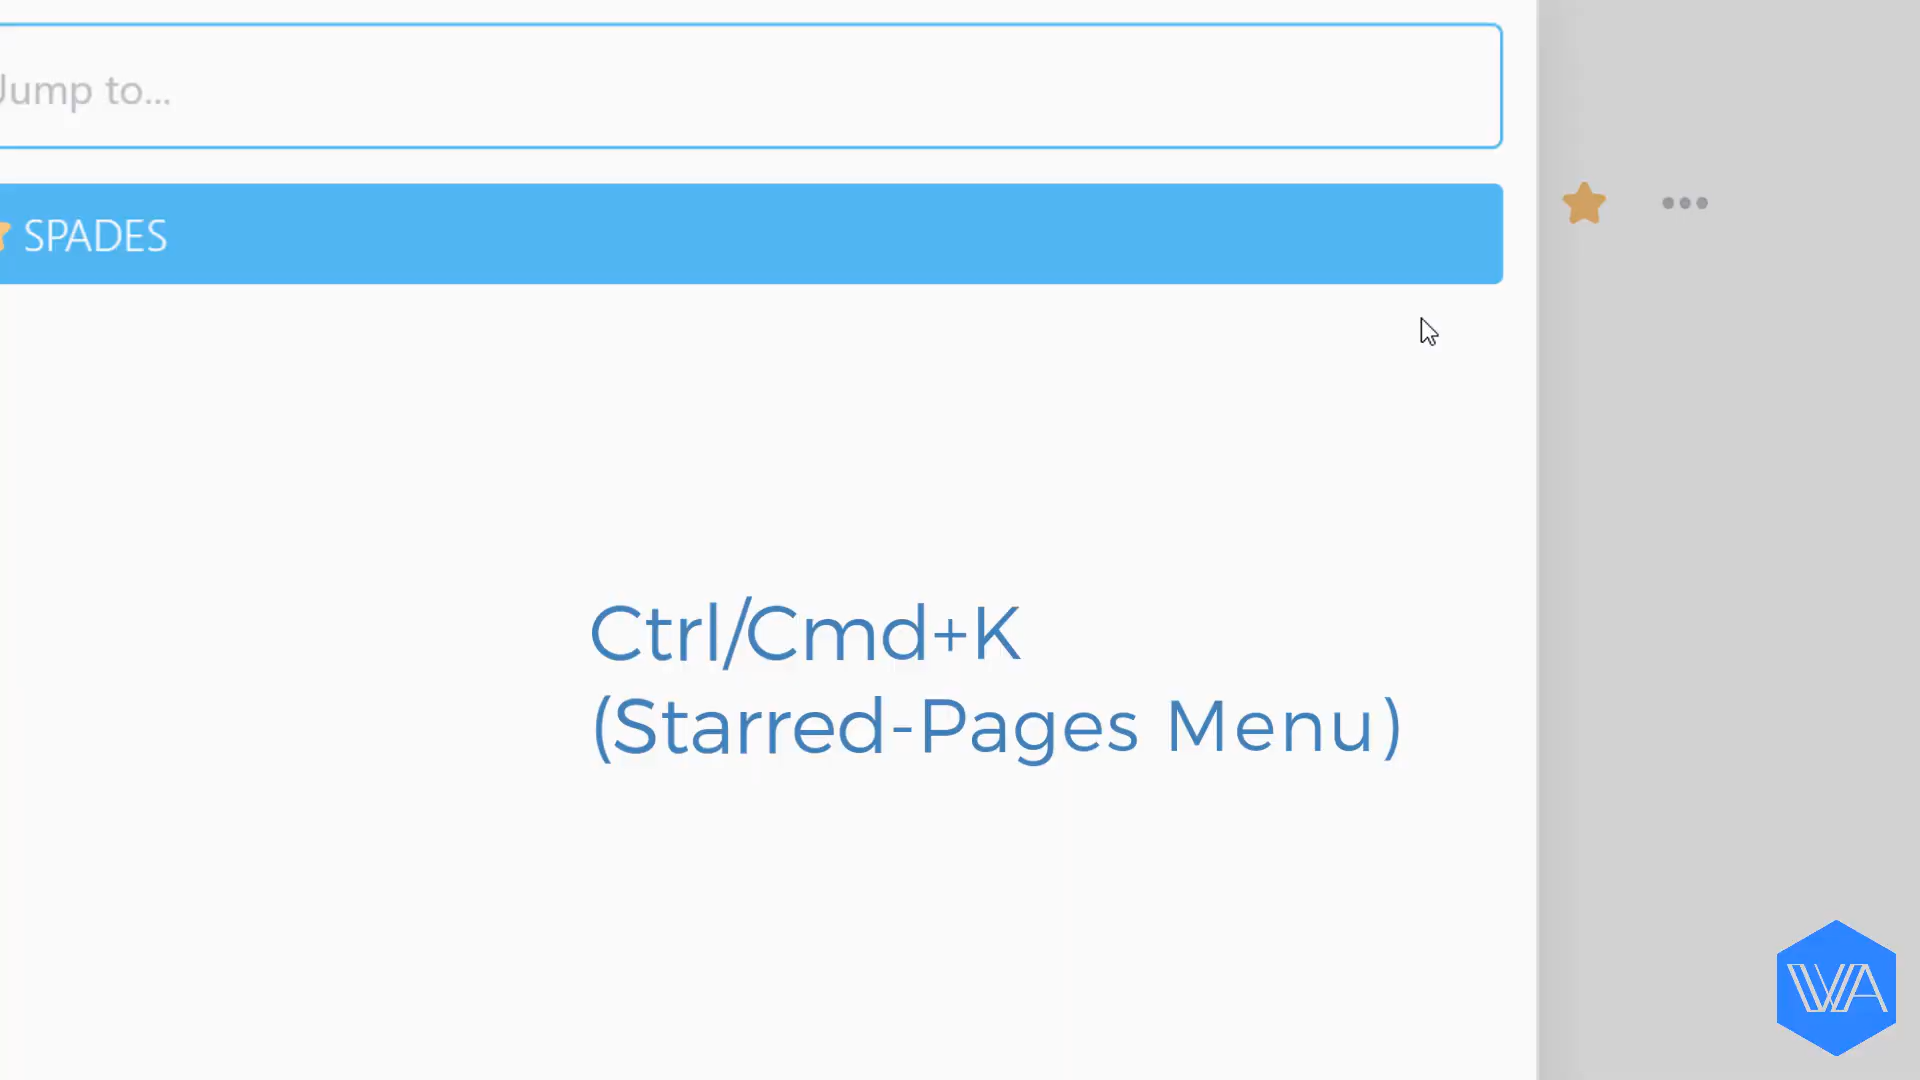 Jump to...
SPADES
Ctrl/Cmd+K
(Starred-Pages Menu)
WA